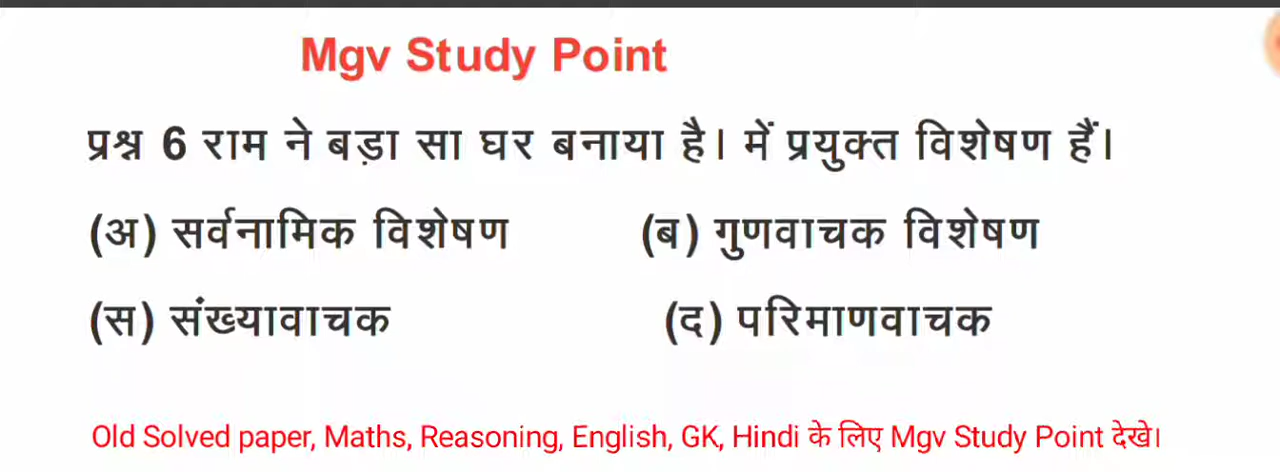 Mgv Study Point
प्रश्न 6 राम ने बड़ा सा घर बनाया है। में प्रयुक्त विशेषण हैं।
(अ) सर्वनामिक विशेषण (ब) गुणवाचक विशेषण
(स) संख्यावाचक (द) परिमाणवाचक
Old Solved paper, Maths, Reasoning, English, GK, Hindi के लिए Mgv Study Point देखे।